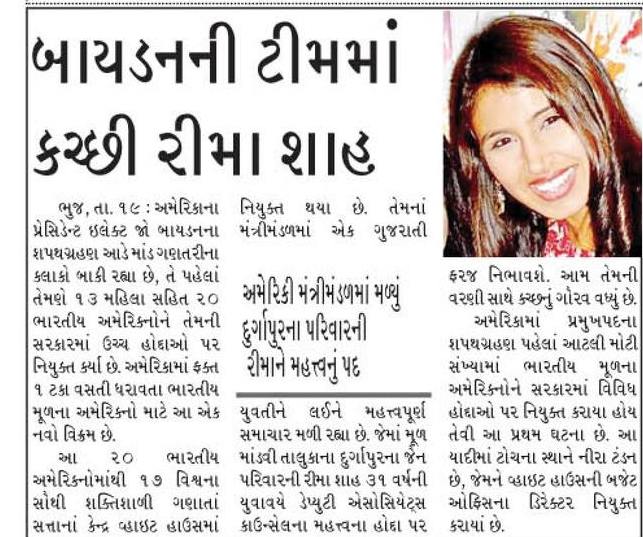 બાયડનની ટીમમાં
કચ્છી રીમા શાહ
ભુજ, તા. ૧૯ : અમેરિકાના
પ્રેસિડેન્ટ ઇલેક્ટ જો બાયડનના
શપથગ્રહણ આડે માંડ ગણતરીના
કલાકો બાકી રહ્યા છે, તે પહેલાં
તેમણે ૧૩ મહિલા સહિત ૨૦
ભારતીય અમેરિકનોને તેમની
સરકારમાં ઉચ્ચ હોદ્દાઓ પર
નિયુક્ત કર્યા છે. અમેરિકામાં ફક્ત
૧ ટકા વસતી ધરાવતા ભારતીય
મૂળના અમેરિકનો માટે આ એક
નવો વિક્રમ છે.
આ ૨૦ ભારતીય
અમેરિકનોમાંથી ૧૭ વિશ્વના
સૌથી શક્તિશાળી ગણાતાં
સત્તાનાં કેન્દ્ર વ્હાઇટ હાઉસમાં
નિયુક્ત થયા છે. તેમનાં
મંત્રીમંડળમાં એક ગુજરાતી
અમેરિકી મંત્રીમંડળમાં મળ્યું
દુર્ગાપુરના પરિવારની
રીમાને મહત્ત્વનું પદ
યુવતીને લઈને મહત્ત્વપૂર્ણ
સમાચાર મળી રહ્યા છે. જેમાં મૂળ
માંડવી તાલુકાના દુર્ગાપુરના જૈન
પરિવારની રીમા શાહ ૩૧ વર્ષની
યુવાવયે ડેપ્યુટી એસોસિયેટ્સ
કાઉન્સેલના મહત્ત્વના હોદ્દા પર
ફરજ નિભાવશે. આમ તેમની
વરણી સાથે કચ્છનું ગૌરવ વધ્યું છે.
અમેરિકામાં પ્રમુખપદના
શપથગ્રહણ પહેલાં આટલી મોટી
સંખ્યામાં ભારતીય મૂળના
અમેરિકનોને સરકારમાં વિવિધ
હોદ્દાઓ પર નિયુક્ત કરાયા હોય
તેવી આ પ્રથમ ઘટના છે. આ
યાદીમાં ટોચના સ્થાને નીરા ટંડન
છે, જેમને વ્હાઇટ હાઉસની બજેટ
ઓફિસના ડિરેક્ટર નિયુક્ત
કરાયાં છે.